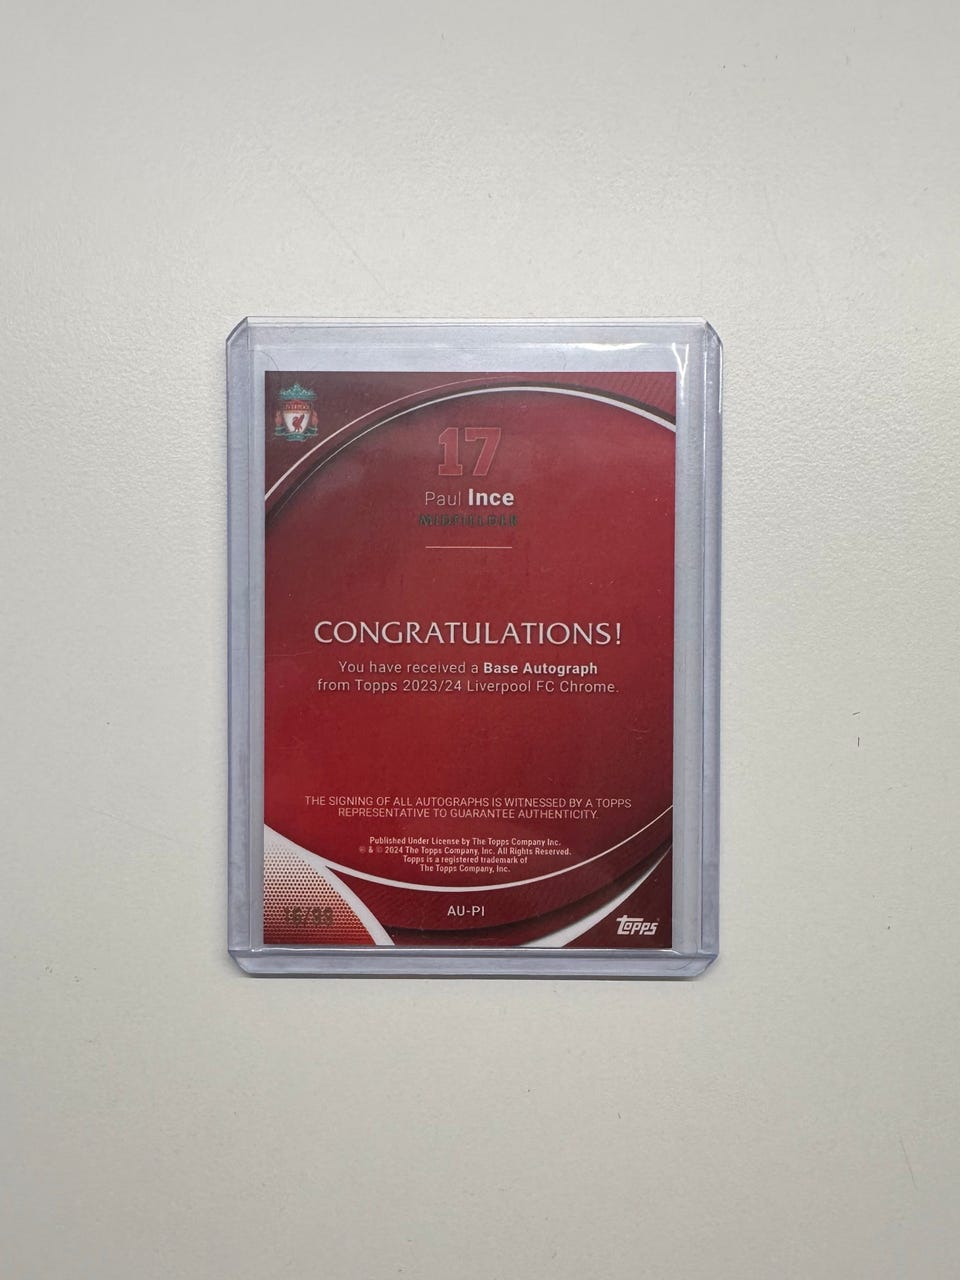 LIVERPOOL
17
Paul Ince
MIDFIELDER
CONGRATULATIONS!
You have received a Base Autograph
from Topps 2023/24 Liverpool FC Chrome.
THE SIGNING OF ALL AUTOGRAPHS IS WITNESSED BY A TOPPS
REPRESENTATIVE TO GUARANTEE AUTHENTICITY.
Published Under License by The Topps Company Inc.
® & © 2024 The Topps Company, Inc. All Rights Reserved.
Topps is a registered trademark of
The Topps Company, Inc.
AU-PI
topps